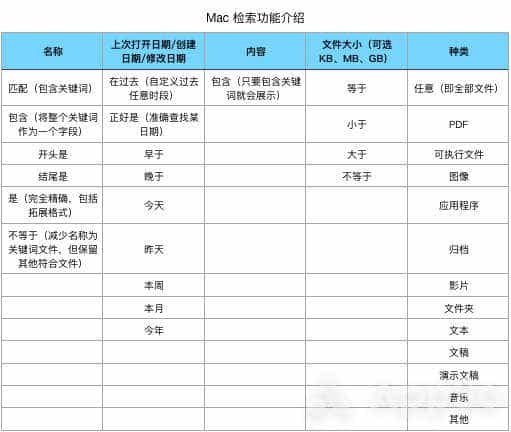 Mac 检索功能介绍
名称
上次打开日期/创建
日期/修改日期
内容
文件大小（可选
KB、MB、GB）
种类
匹配（包含关键词）
在过去（自定义过去
任意时段）
包含（只要包含关键
词就会展示）
等于
任意（即全部文件）
包含（将整个关键词
作为一个字段）
正好是（准确查找某
日期）
小于
PDF
开头是
早于
大于
可执行文件
结尾是
晚于
不等于
图像
是（完全精确、包括
拓展格式）
今天
应用程序
不等于（减少名称为
关键词文件、但保留
其他符合文件）
昨天
归档
本周
影片
本月
文件夹
今年
文本
文稿
演示文稿
音乐
其他